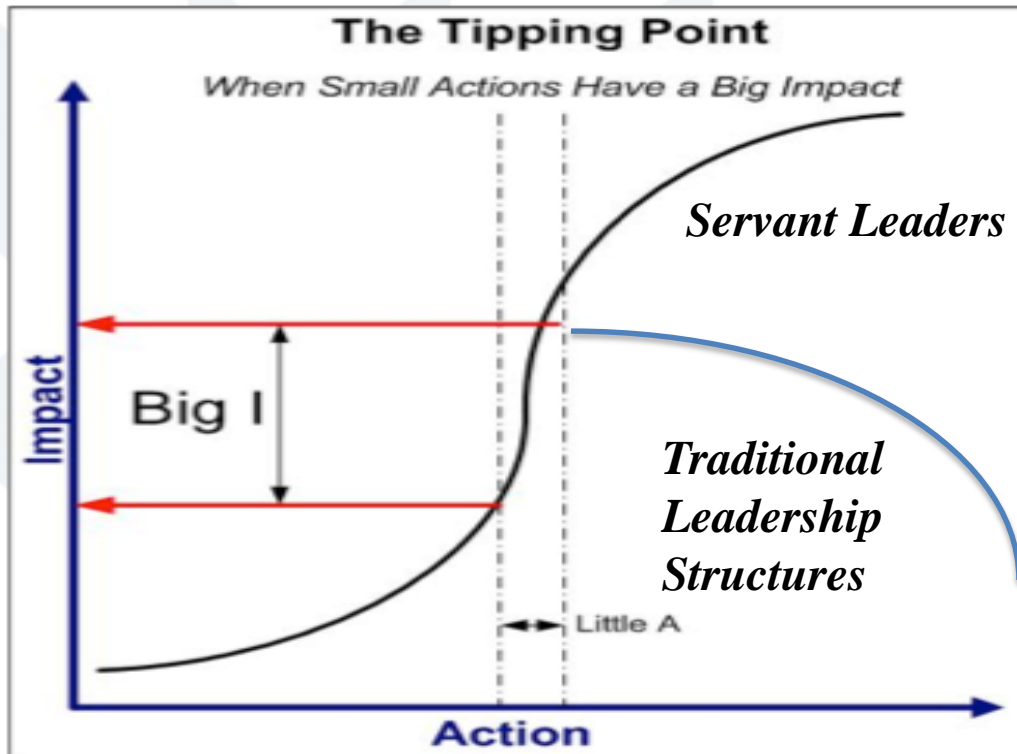 The Tipping Point
When Small Actions Have a Big Impact
Servant Leaders
Impact
Big I
Traditional
Leadership
Structures
Little A
Action